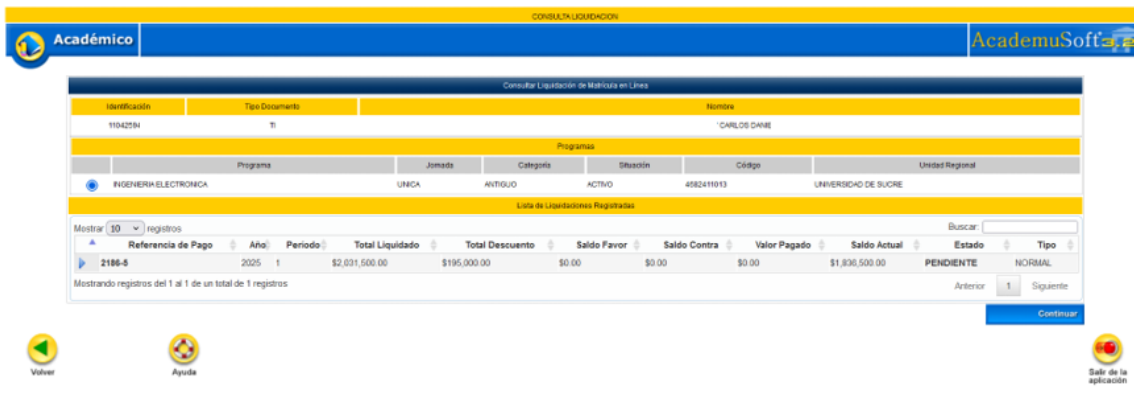 CONSULTA LIQUIDACION
Académico
AcademuSoft 3.2
Consultar Liquidación de Matrícula en Línea
Identificación Tipo Documento Nombre
TI CARLOS DANIE
Programas
Programa Jornada Categoría Situación Código Unidad Regional
INGENIERIA ELECTRONICA UNICA ANTIGUO ACTIVO 4582411013 UNIVERSIDAD DE SUCRE
Lista de Liquidaciones Registradas
Mostrar 10 registros Buscar:
Referencia de Pago Año Periodo Total Liquidado Total Descuento Saldo Favor Saldo Contra Valor Pagado Saldo Actual Estado Tipo
2186-5 2025 1 $2,031,500.00 $195,000.00 $0.00 $0.00 $0.00 $1,836,500.00 PENDIENTE NORMAL
Mostrando registros del 1 al 1 de un total de 1 registros Anterior 1 Siguiente
Continuar
Volver
Ayuda
Salir de la
aplicación